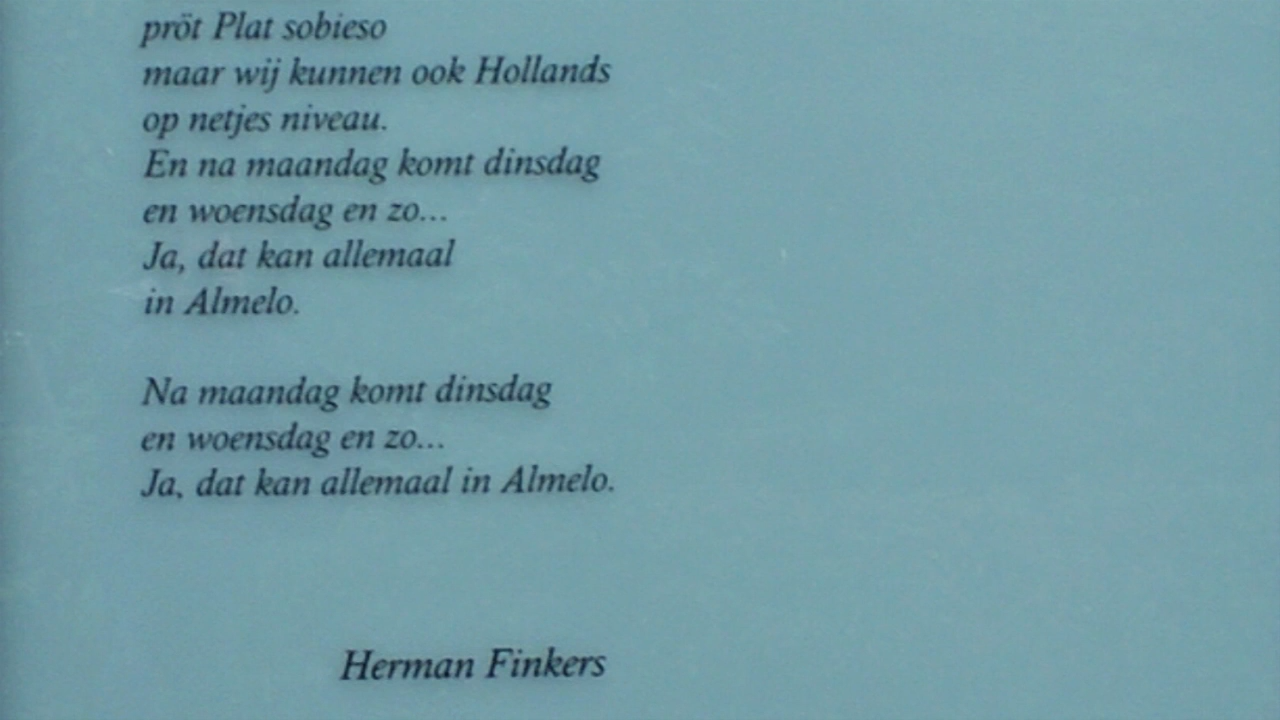 pröt Plat sobieso
maar wij kunnen ook Hollands
op netjes niveau.
En na maandag komt dinsdag
en woensdag en zo...
Ja, dat kan allemaal
in Almelo.
Na maandag komt dinsdag
en woensdag en zo...
Ja, dat kan allemaal in Almelo.
Herman Finkers